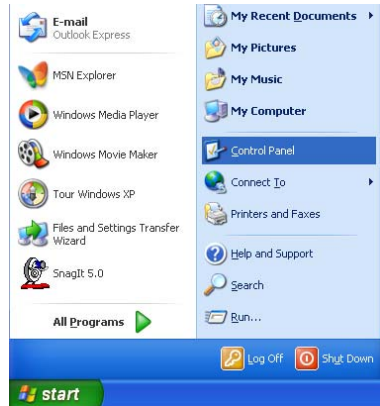 E-mail
Outlook Express
MSN Explorer
Windows Media Player
Windows Movie Maker
Tour Windows XP
Files and Settings Transfer
Wizard
SnagIt 5.0
All Programs
My Recent Documents
My Pictures
My Music
My Computer
Control Panel
Connect To
Printers and Faxes
Help and Support
Search
Run...
Log Off
Shut Down
start